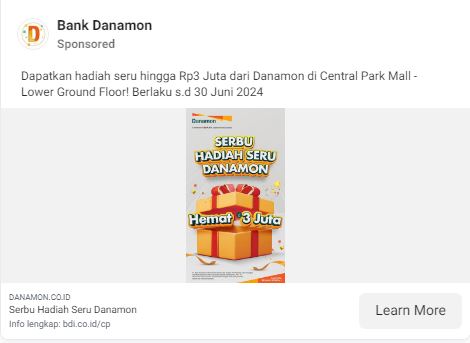 Bank Danamon
Sponsored
Dapatkan hadiah seru hingga Rp3 Juta dari Danamon di Central Park Mall -
Lower Ground Floor! Berlaku s.d 30 Juni 2024
Danamon
SERBU
HADIAH SERU
DANAMON
Hemat 3 Juta
DANAMON.CO.ID
Serbu Hadiah Seru Danamon
Info lengkap: bdi.co.id/cp
Learn More